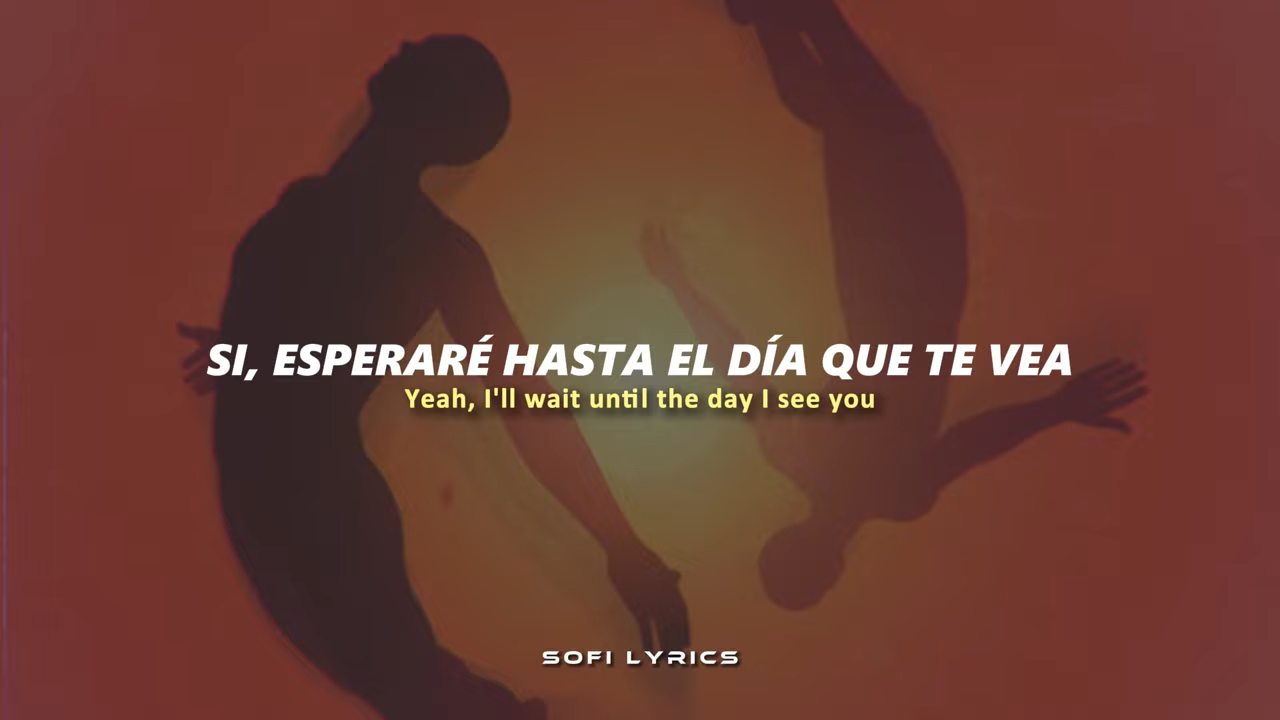 SI, ESPERARÉ HASTA EL DÍA QUE TE VEA
Yeah, I'll wait until the day I see you
SOFI LYRICS